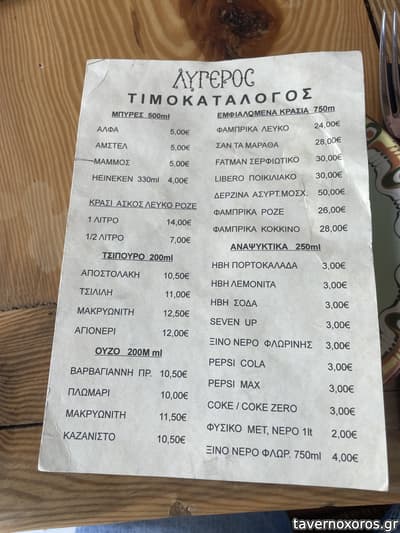 ΛΥΓΕΡΟΣ
ΤΙΜΟΚΑΤΑΛΟΓΟΣ
ΜΠΥΡΕΣ 500ml
ΑΛΦΑ 5,00€
ΑΜΣΤΕΛ 5,00€
ΜΑΜΜΟΣ 5,00€
HEINEKEN 330ml 4,00€
ΚΡΑΣΙ ΑΣΚΟΣ ΛΕΥΚΟ ΡΟΖΕ
1 ΛΙΤΡΟ 14,00€
1/2 ΛΙΤΡΟ 7,00€
ΤΣΙΠΟΥΡΟ 200ml
ΑΠΟΣΤΟΛΑΚΗ 10,50€
ΤΣΙΛΙΛΗ 11,00€
ΜΑΚΡΥΩΝΙΤΗ 12,50€
ΑΓΙΟΝΕΡΙ 12,00€
ΟΥΖΟ 200M ml
ΒΑΡΒΑΓΙΑΝΝΗ ΠΡ. 10,50€
ΠΛΩΜΑΡΙ 10,00€
ΜΑΚΡΥΩΝΙΤΗ 11,50€
ΚΑΖΑΝΙΣΤΟ 10,50€
ΕΜΦΙΑΛΩΜΕΝΑ ΚΡΑΣΙΑ 750m
ΦΑΜΠΡΙΚΑ ΛΕΥΚΟ 24,00€
ΣΑΝ ΤΑ ΜΑΡΑΘΑ 28,00€
FATMAN ΣΕΡΦΙΩΤΙΚΟ 30,00€
LIBERO ΠΟΙΚΙΛΙΑΚΟ 30,00€
ΔΕΡΖΙΝΑ ΑΣΥΡΤ.ΜΟΣΧ. 50,00€
ΦΑΜΠΡΙΚΑ ΡΟΖΕ 26,00€
ΦΑΜΠΡΙΚΑ ΚΟΚΚΙΝΟ 28,00€
ΑΝΑΨΥΚΤΙΚΑ 250ml
ΗΒΗ ΠΟΡΤΟΚΑΛΑΔΑ 3,00€
ΗΒΗ ΛΕΜΟΝΙΤΑ 3,00€
ΗΒΗ ΣΟΔΑ 3,00€
SEVEN UP 3,00€
ΞΙΝΟ ΝΕΡΟ ΦΛΩΡΙΝΗΣ 3,00€
PEPSI COLA 3,00€
PEPSI MAX 3,00€
COKE / COKE ZERO 3,00€
ΦΥΣΙΚΟ ΜΕΤ, ΝΕΡΟ 1lt 2,00€
ΞΙΝΟ ΝΕΡΟ ΦΛΩΡ. 750ml 4,00€
tavernoxoros.gr